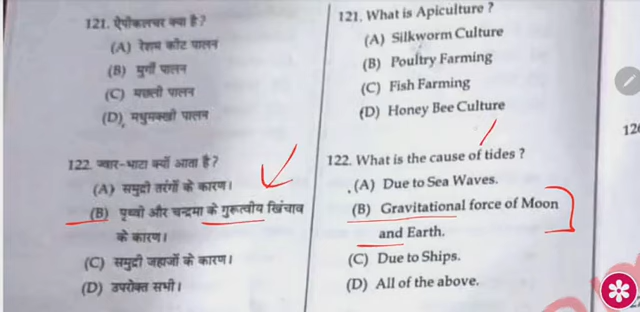 121. ऐपीकलचर क्या है?
(A) रेशम कीट पालन
(B) मुर्गी पालन
(C) मछली पालन
(D) मधुमक्खी पालन
122. ज्वार-भाटा क्यों आता है?
(A) समुद्री तरंगों के कारण।
(B) पृथ्वी और चन्द्रमा के गुरूत्वीय खिंचाव
के कारण।
(C) समुद्री जहाजों के कारण।
(D) उपरोक्त सभी।
121. What is Apiculture ?
(A) Silkworm Culture
(B) Poultry Farming
(C) Fish Farming
(D) Honey Bee Culture
122. What is the cause of tides ?
(A) Due to Sea Waves.
(B) Gravitational force of Moon
and Earth.
(C) Due to Ships.
(D) All of the above.